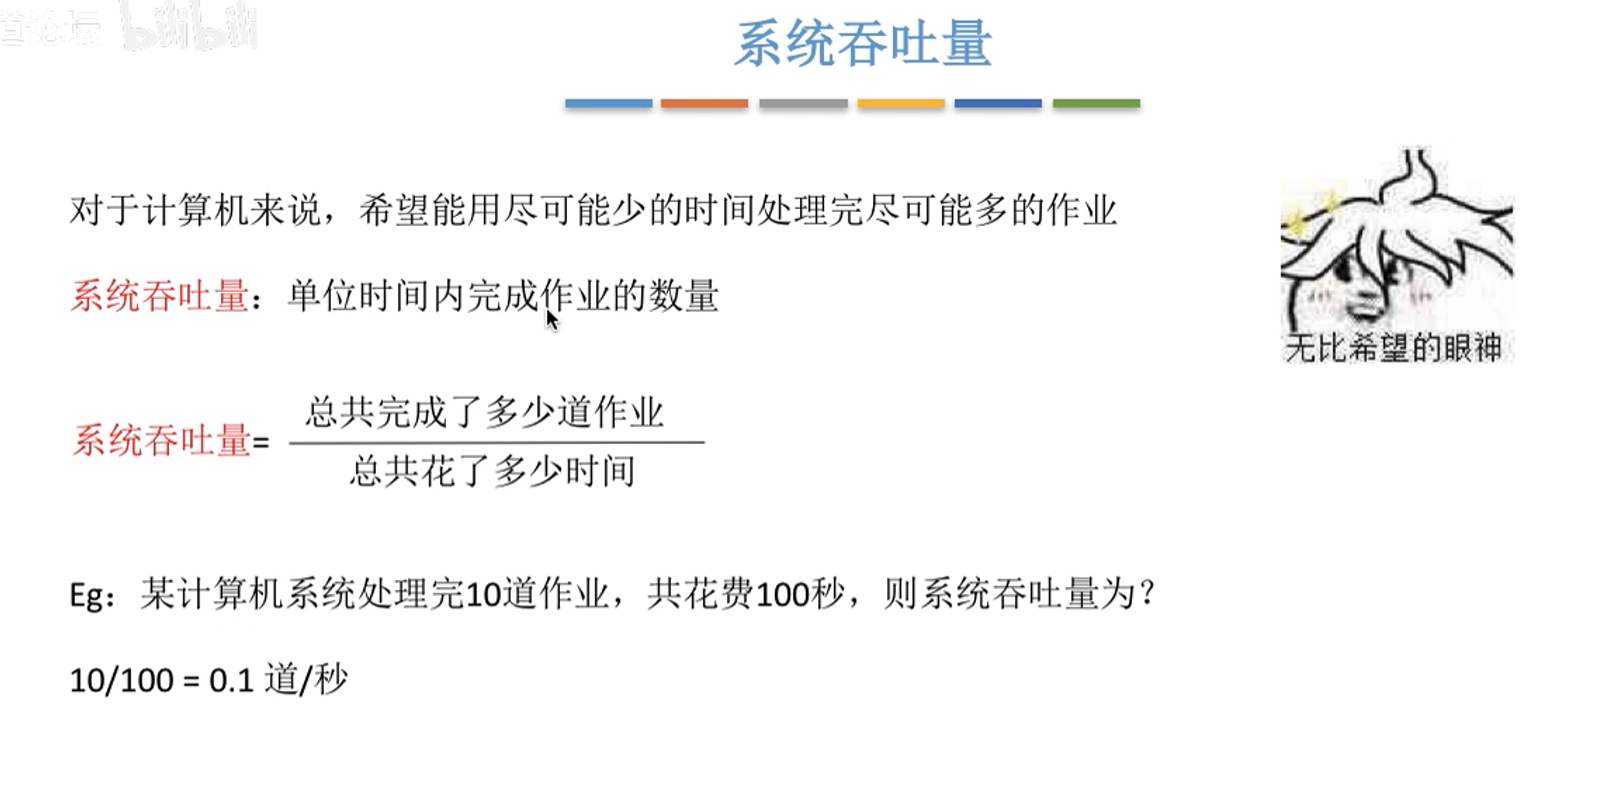 道论坛 bilibili
系统吞吐量
对于计算机来说，希望能用尽可能少的时间处理完尽可能多的作业
系统吞吐量：单位时间内完成作业的数量
无比希望的眼神
系统吞吐量= 总共完成了多少道作业
总共花了多少时间
Eg：某计算机系统处理完10道作业，共花费100秒，则系统吞吐量为？
10/100 = 0.1 道/秒